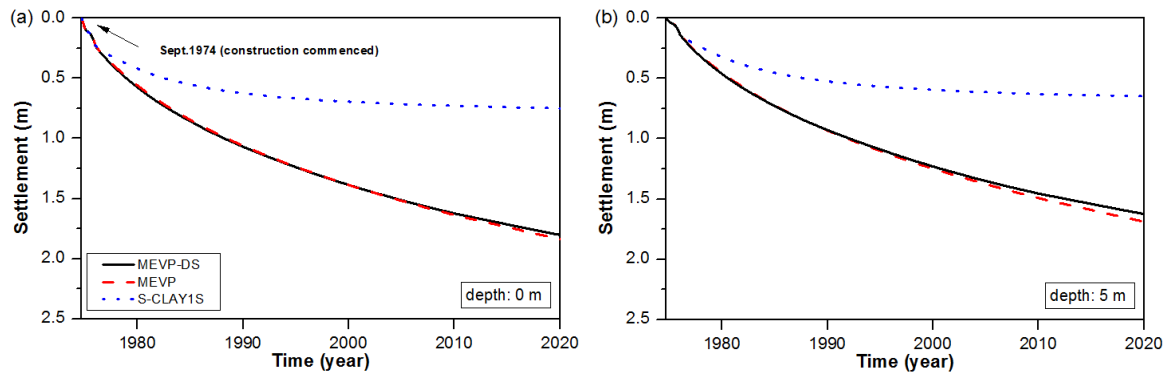 (a)
0.0
0.5
1.0
1.5
2.0
2.5
Settlement (m)
Sept.1974 (construction commenced)
MEVP-DS
MEVP
S-CLAY1S
depth: 0 m
1980 1990 2000 2010 2020
Time (year)
(b)
0.0
0.5
1.0
1.5
2.0
2.5
Settlement (m)
depth: 5 m
1980 1990 2000 2010 2020
Time (year)